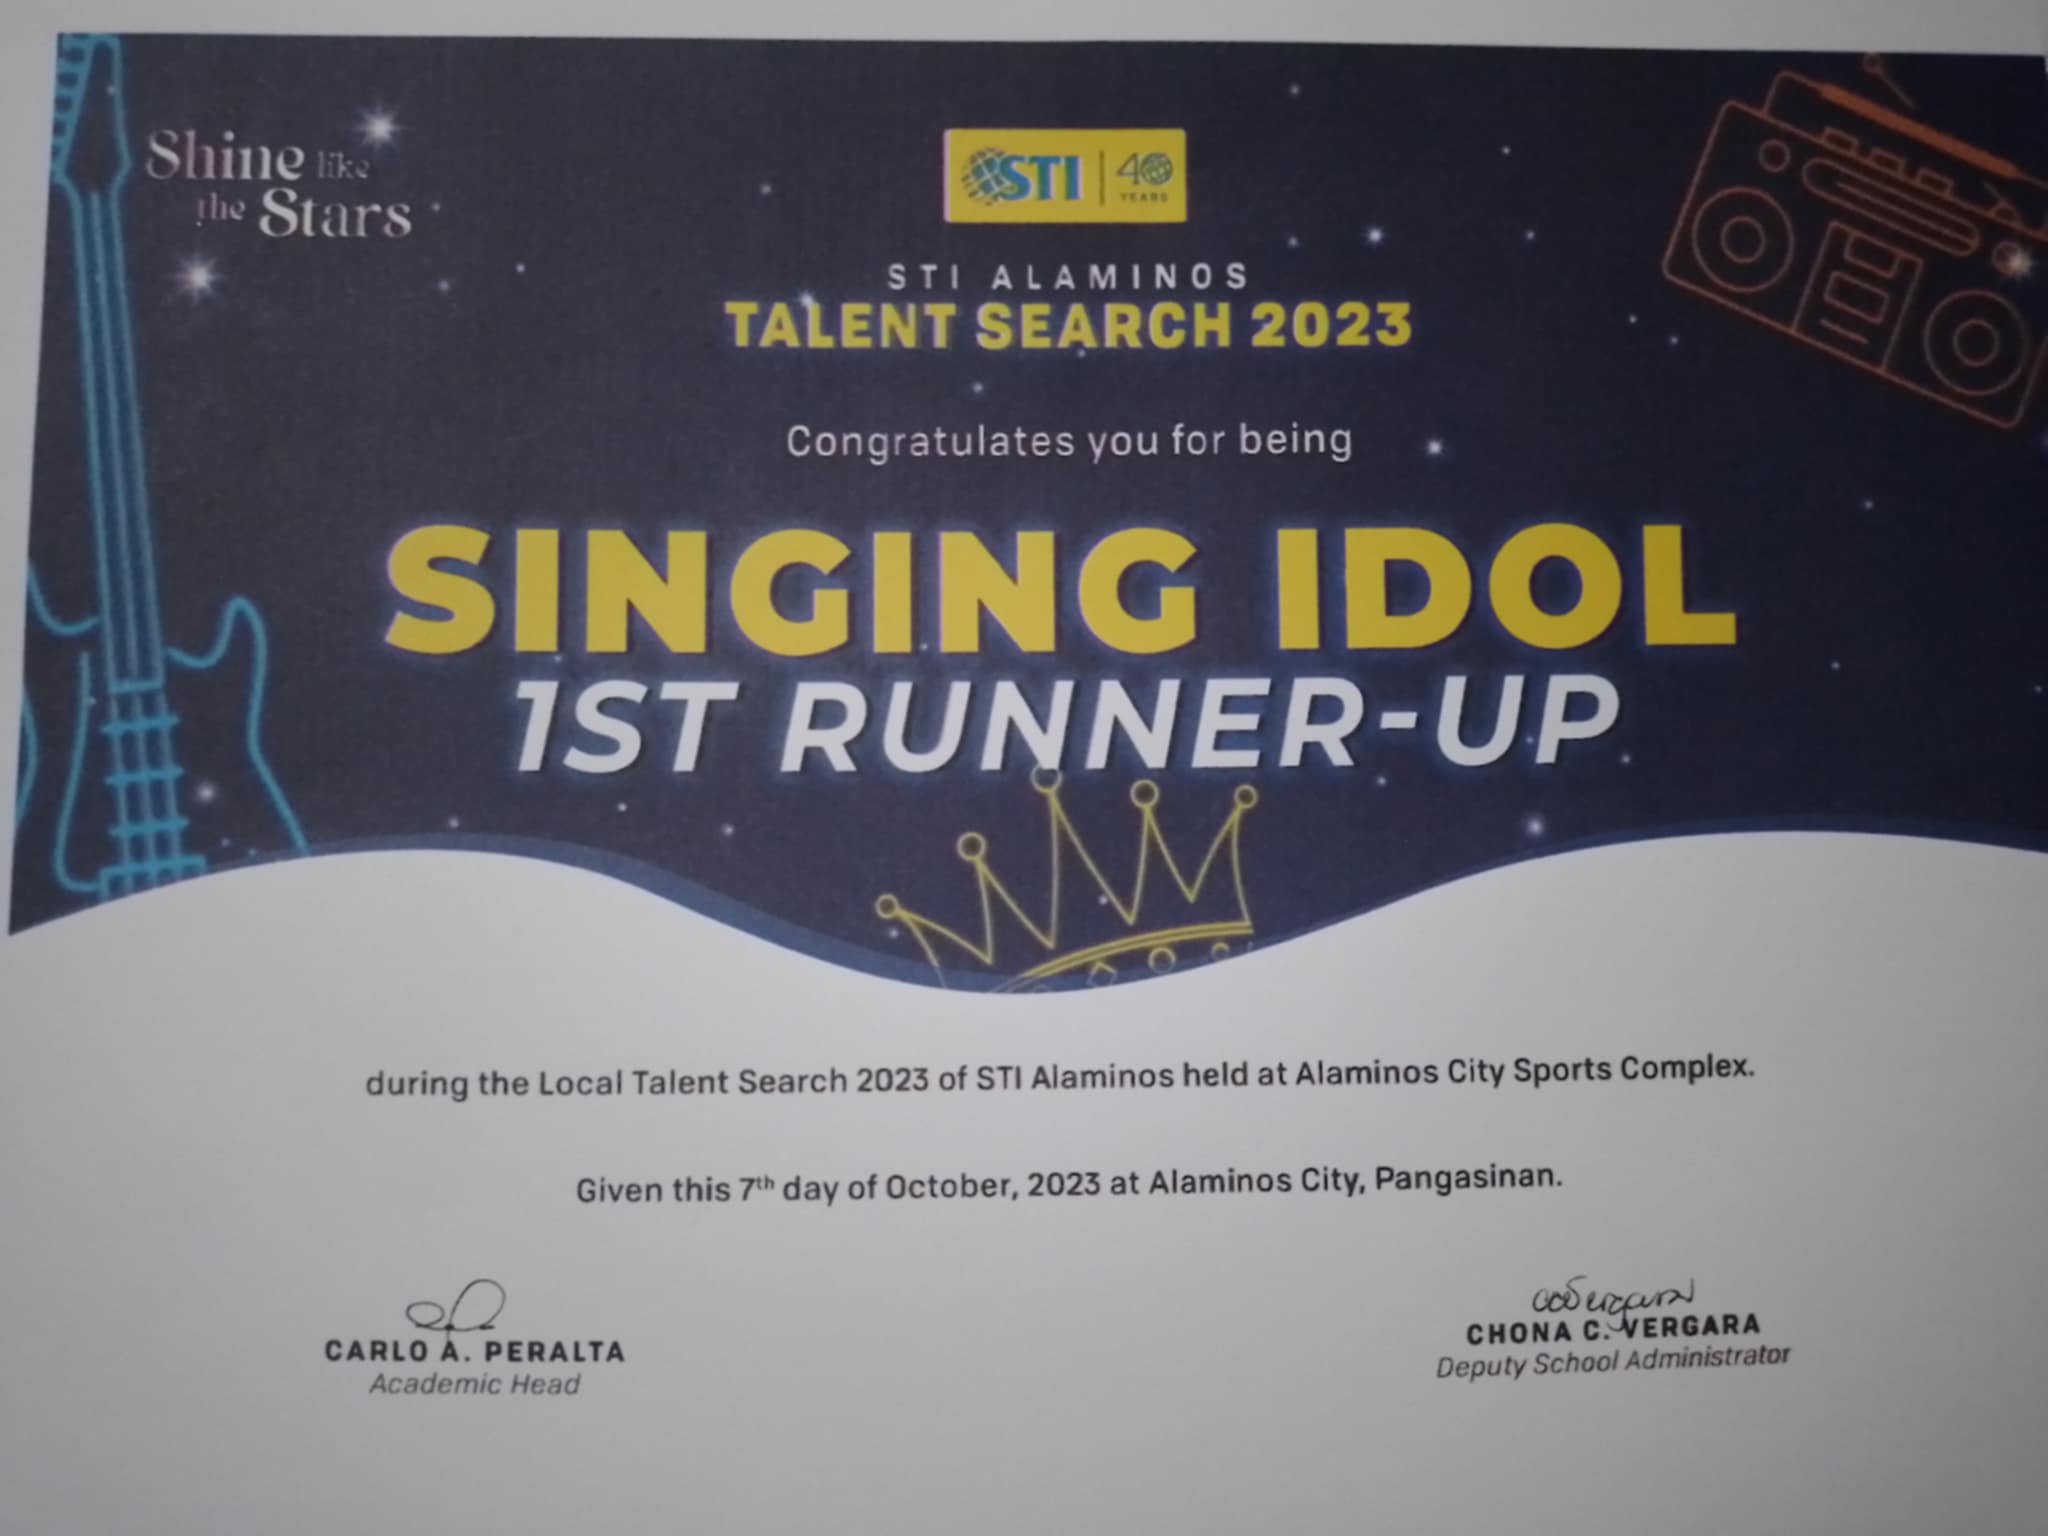 Shine like
the Stars
STI | 40
YEARS
STI ALAMINOS
TALENT SEARCH 2023
Congratulates you for being
SINGING IDOL
1ST RUNNER-UP
during the Local Talent Search 2023 of STI Alaminos held at Alaminos City Sports Complex.
Given this 7th day of October, 2023 at Alaminos City, Pangasinan.
CARLO A. PERALTA
Academic Head
CHONA C. VERGARA
Deputy School Administrator